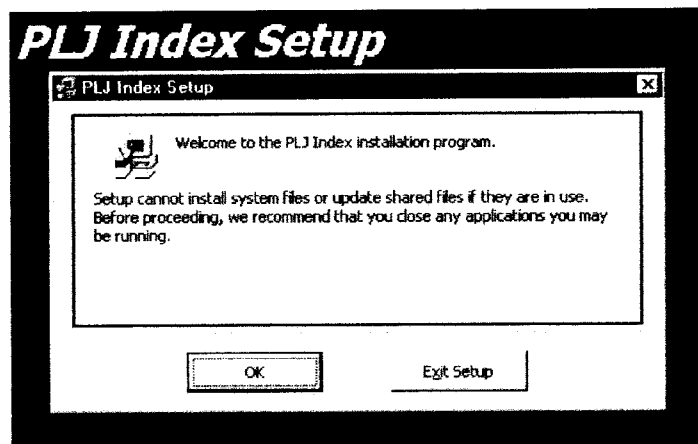 PLJ Index Setup
PLJ Index Setup
Welcome to the PLJ Index installation program.
Setup cannot install system files or update shared files if they are in use.
Before proceeding, we recommend that you close any applications you may
be running.
OK
Exit Setup